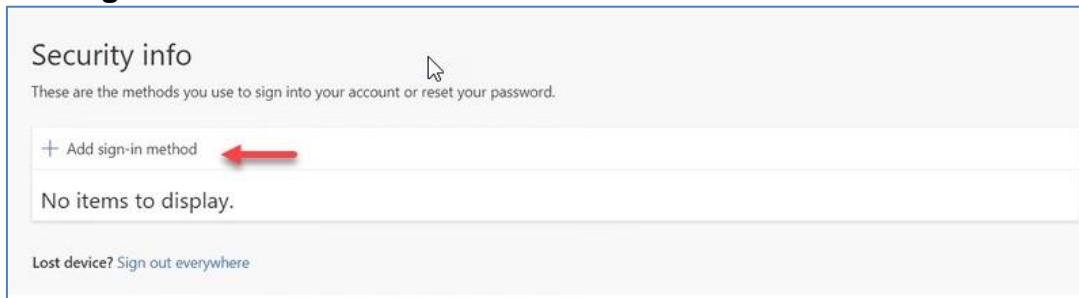 Security info
These are the methods you use to sign into your account or reset your password.
+ Add sign-in method
No items to display.
Lost device? Sign out everywhere